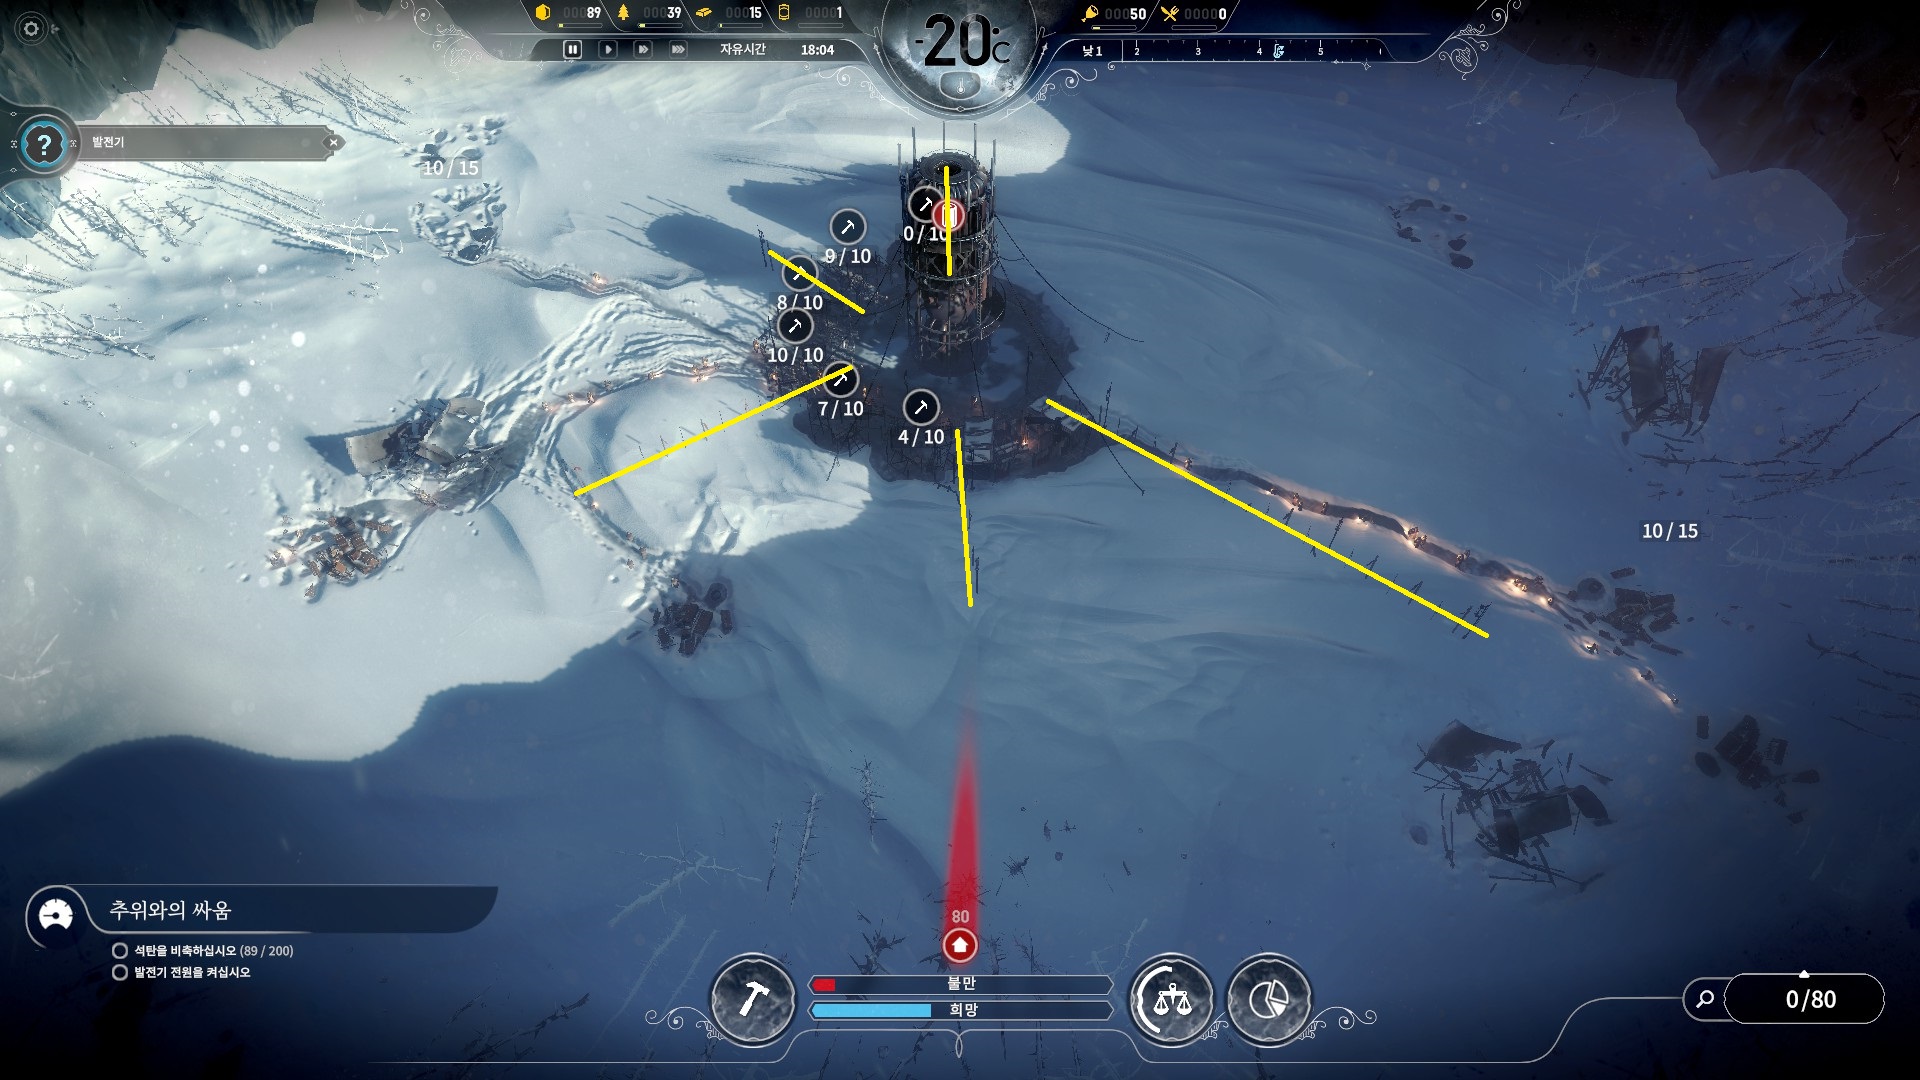 00089 00039 00015 00001 -20°C 00050 00000
자유시간 18:04 낮 1 2 3 4 5
발전기
10 / 15
0 / 10
9 / 10
8 / 10
10 / 10
7 / 10
4 / 10
10 / 15
추위와의 싸움
석탄을 비축하십시오 (89 / 200)
발전기 전원을 켜십시오
80
불만
희망
0/80